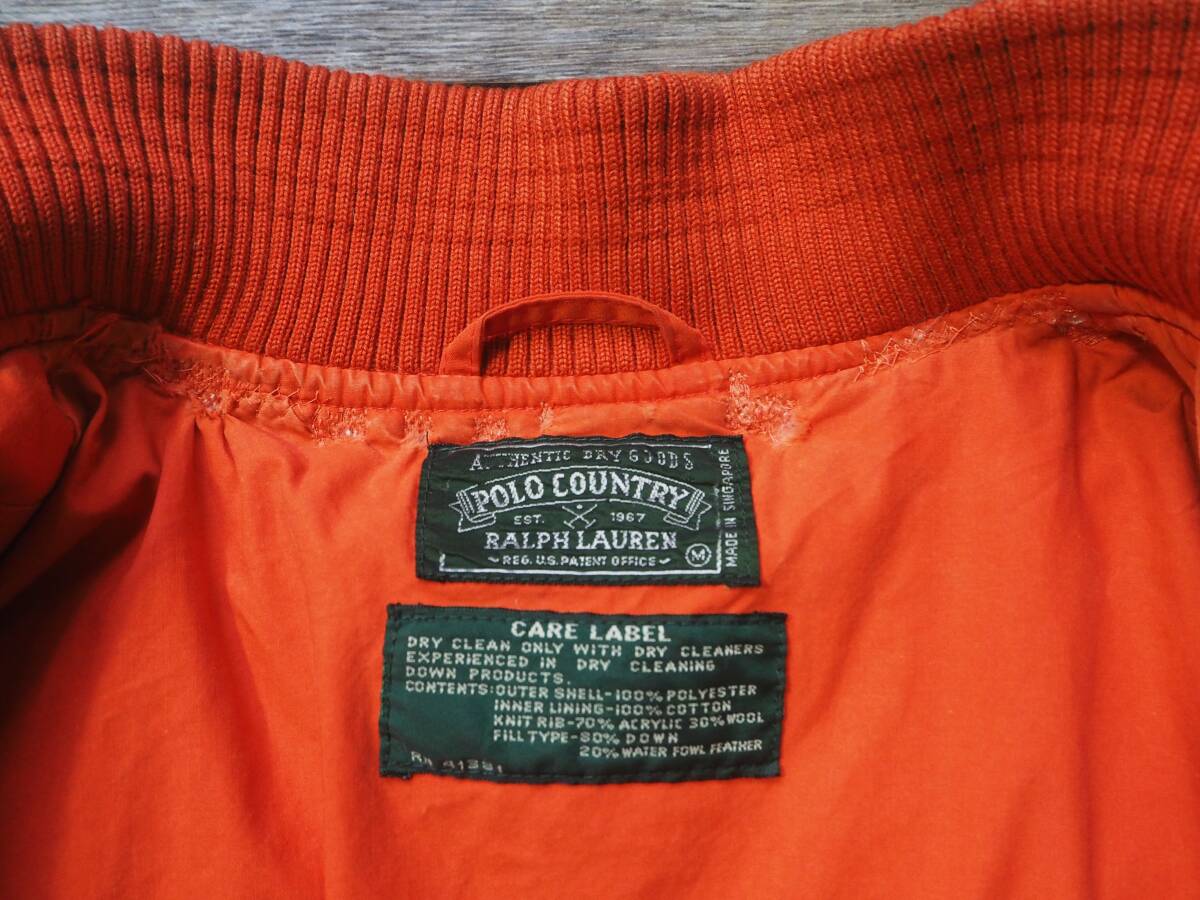 AUTHENTIC DRY GOODS
POLO COUNTRY
EST. 1967
RALPH LAUREN
REG. U.S. PATENT OFFICE
M
MADE IN SINGAPORE
CARE LABEL
DRY CLEAN ONLY WITH DRY CLEANERS
EXPERIENCED IN DRY CLEANING
DOWN PRODUCTS.
CONTENTS: OUTER SHELL-100% POLYESTER
INNER LINING-100% COTTON
KNIT RIB-70% ACRYLIC 30% WOOL
FILL TYPE-80% DOWN
20% WATER FOWL FEATHER